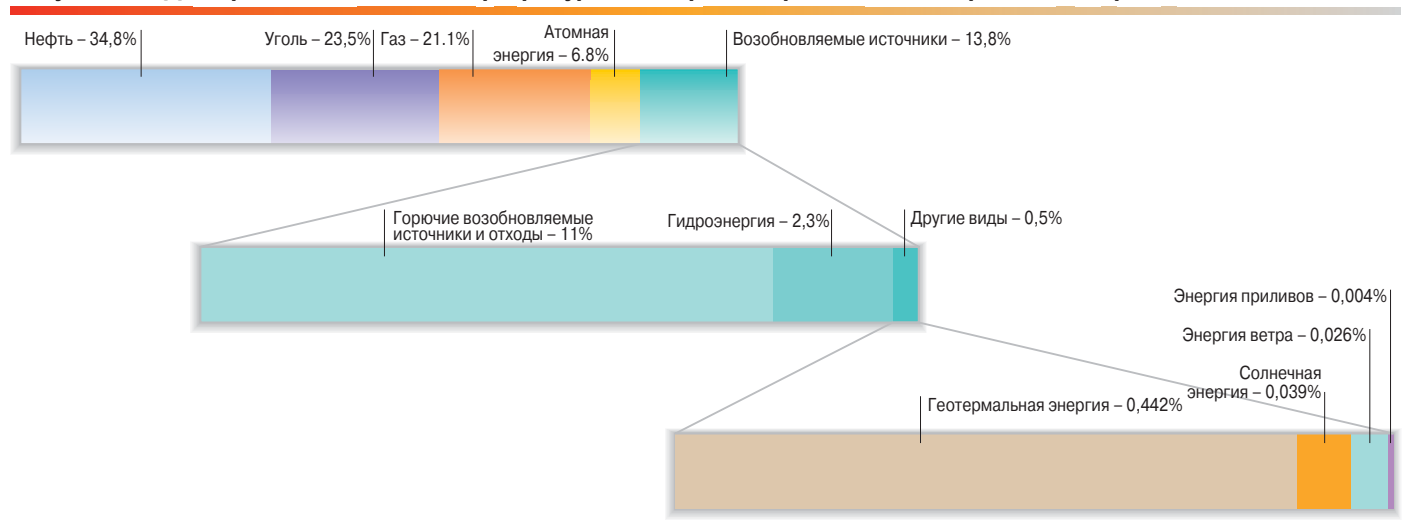 Нефть – 34,8%
Уголь – 23,5%
Газ – 21.1%
Атомная
энергия – 6.8%
Возобновляемые источники – 13,8%
Горючие возобновляемые
источники и отходы – 11%
Гидроэнергия – 2,3%
Другие виды – 0,5%
Энергия приливов – 0,004%
Энергия ветра – 0,026%
Солнечная
энергия – 0,039%
Геотермальная энергия – 0,442%